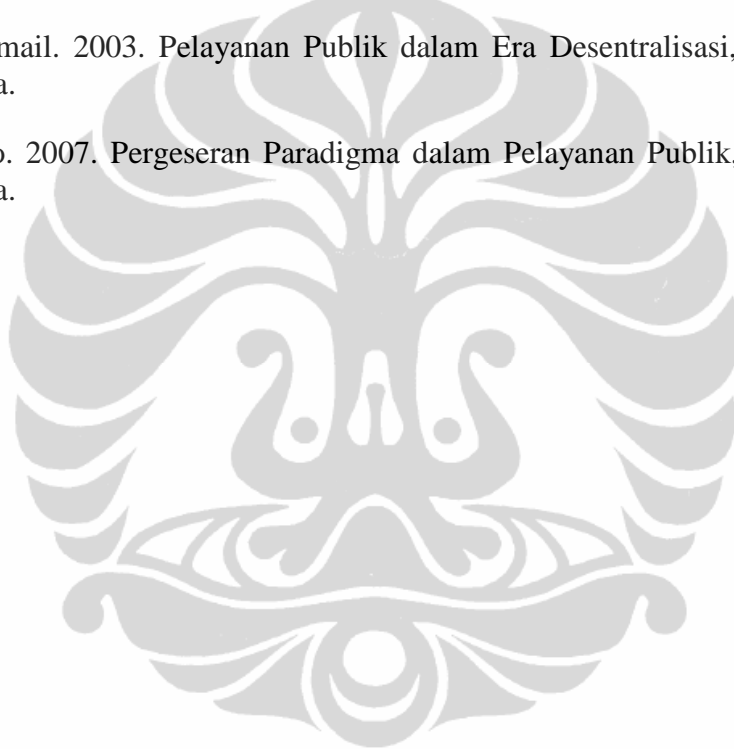 mail. 2003. Pelayanan Publik dalam Era Desentralisasi,
a.
o. 2007. Pergeseran Paradigma dalam Pelayanan Publik,
a.